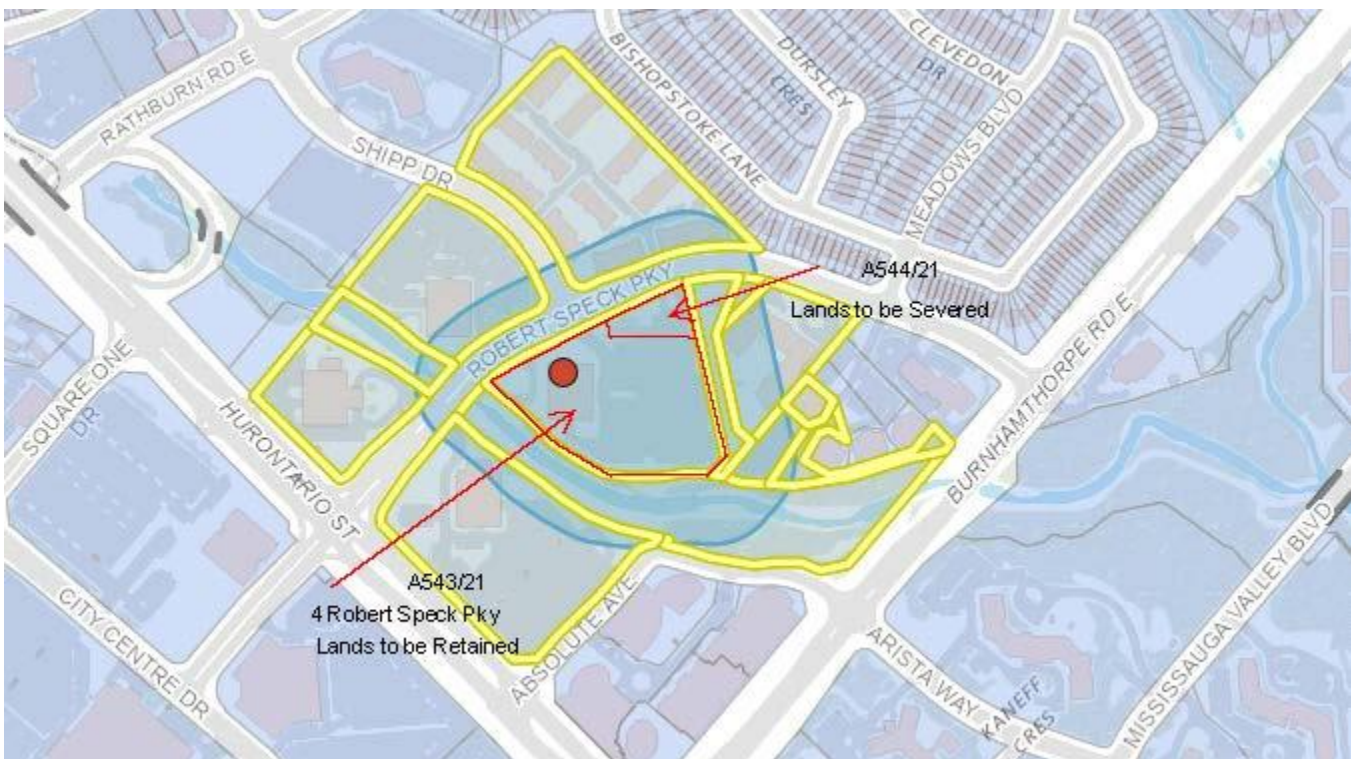 RATHBURN RD E
SHIPP DR
BISHOPSTOKE LANE
DURSLEY
CRES
CLEVEDON
DR
MEADOWS BLVD
A544/21
Lands to be Severed
ROBERT SPECK PKY
SQUARE ONE
DR
HURONTARIO ST
BURNHAMTHORPE RD E
A543/21
4 Robert Speck Pky
Lands to be Retained
CITY CENTRE DR
ABSOLUTE AVE
ARISTA WAY
KANEFF
CRES
MISSISSAUGA VALLEY BLVD